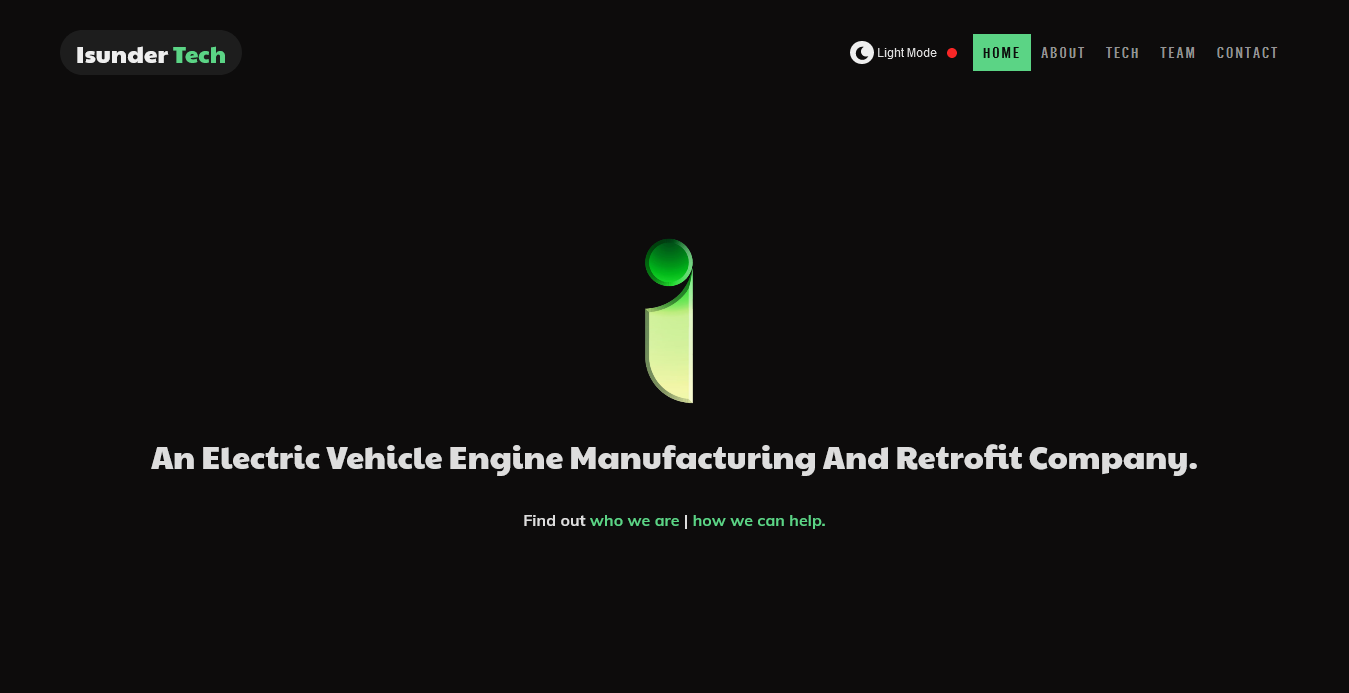 Isunder Tech
Light Mode HOME ABOUT TECH TEAM CONTACT
An Electric Vehicle Engine Manufacturing And Retrofit Company.
Find out who we are | how we can help.